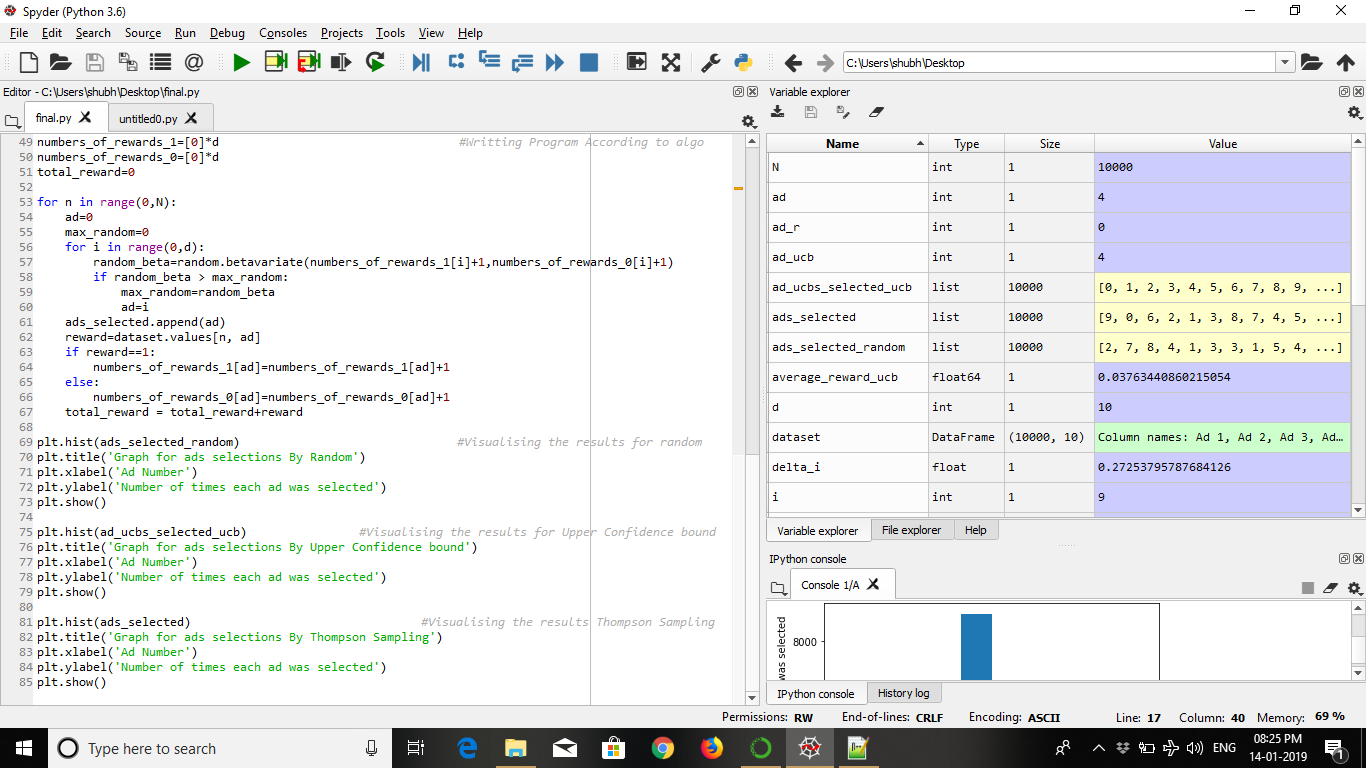 Spyder (Python 3.6)
File Edit Search Source Run Debug Consoles Projects Tools View Help
C:\Users\shubh\Desktop
Editor - C:\Users\shubh\Desktop\final.py
final.py untitled0.py
49 numbers_of_rewards_1=[0]*d #Writting Program According to algo
50 numbers_of_rewards_0=[0]*d
51 total_reward=0
52
53 for n in range(0,N):
54 ad=0
55 max_random=0
56 for i in range(0,d):
57 random_beta=random.betavariate(numbers_of_rewards_1[i]+1,numbers_of_rewards_0[i]+1)
58 if random_beta > max_random:
59 max_random=random_beta
60 ad=i
61 ads_selected.append(ad)
62 reward=dataset.values[n, ad]
63 if reward==1:
64 numbers_of_rewards_1[ad]=numbers_of_rewards_1[ad]+1
65 else:
66 numbers_of_rewards_0[ad]=numbers_of_rewards_0[ad]+1
67 total_reward = total_reward+reward
68
69 plt.hist(ads_selected_random) #Visualising the results for random
70 plt.title('Graph for ads selections By Random')
71 plt.xlabel('Ad Number')
72 plt.ylabel('Number of times each ad was selected')
73 plt.show()
74
75 plt.hist(ad_ucbs_selected_ucb) #Visualising the results for Upper Confidence bound
76 plt.title('Graph for ads selections By Upper Confidence bound')
77 plt.xlabel('Ad Number')
78 plt.ylabel('Number of times each ad was selected')
79 plt.show()
80
81 plt.hist(ads_selected) #Visualising the results Thompson Sampling
82 plt.title('Graph for ads selections By Thompson Sampling')
83 plt.xlabel('Ad Number')
84 plt.ylabel('Number of times each ad was selected')
85 plt.show()
Variable explorer
Name Type Size Value
N int 1 10000
ad int 1 4
ad_r int 1 0
ad_ucb int 1 4
ad_ucbs_selected_ucb list 10000 [0, 1, 2, 3, 4, 5, 6, 7, 8, 9, ...]
ads_selected list 10000 [9, 0, 6, 2, 1, 3, 8, 7, 4, 5, ...]
ads_selected_random list 10000 [2, 7, 8, 4, 1, 3, 3, 1, 5, 4, ...]
average_reward_ucb float64 1 0.03763440860215054
d int 1 10
dataset DataFrame (10000, 10) Column names: Ad 1, Ad 2, Ad 3, Ad…
delta_i float 1 0.27253795787684126
i int 1 9
Variable explorer File explorer Help
IPython console
Console 1/A
was selected
8000
IPython console History log
Permissions: RW End-of-lines: CRLF Encoding: ASCII Line: 17 Column: 40 Memory: 69 %
Type here to search
ENG
08:25 PM
14-01-2019
1